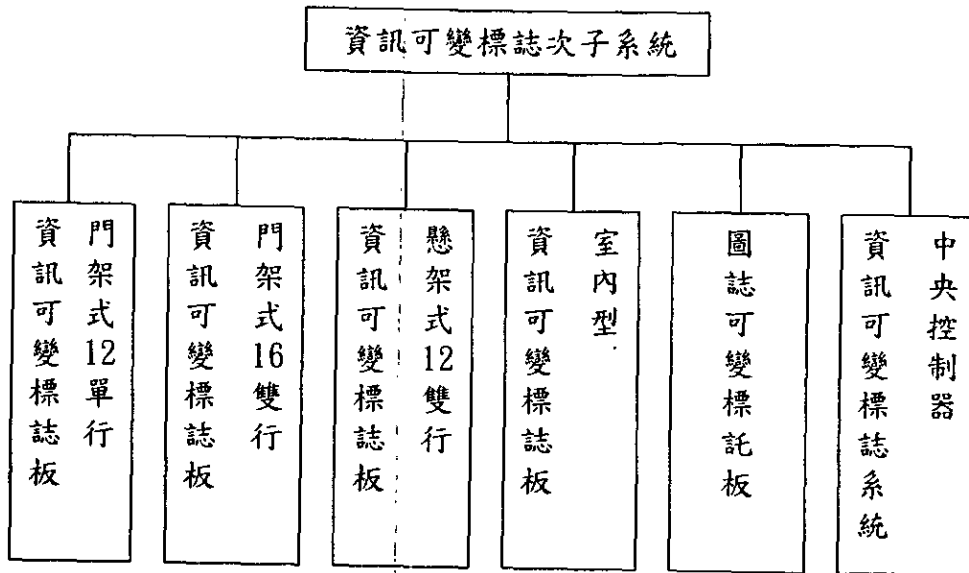 資訊可變標誌次子系統
門架式12單行
資訊可變標誌板
門架式16雙行
資訊可變標誌板
懸架式12雙行
資訊可變標誌板
室內型
資訊可變標誌板
圖誌可變標託板
中央控制器
資訊可變標誌系統